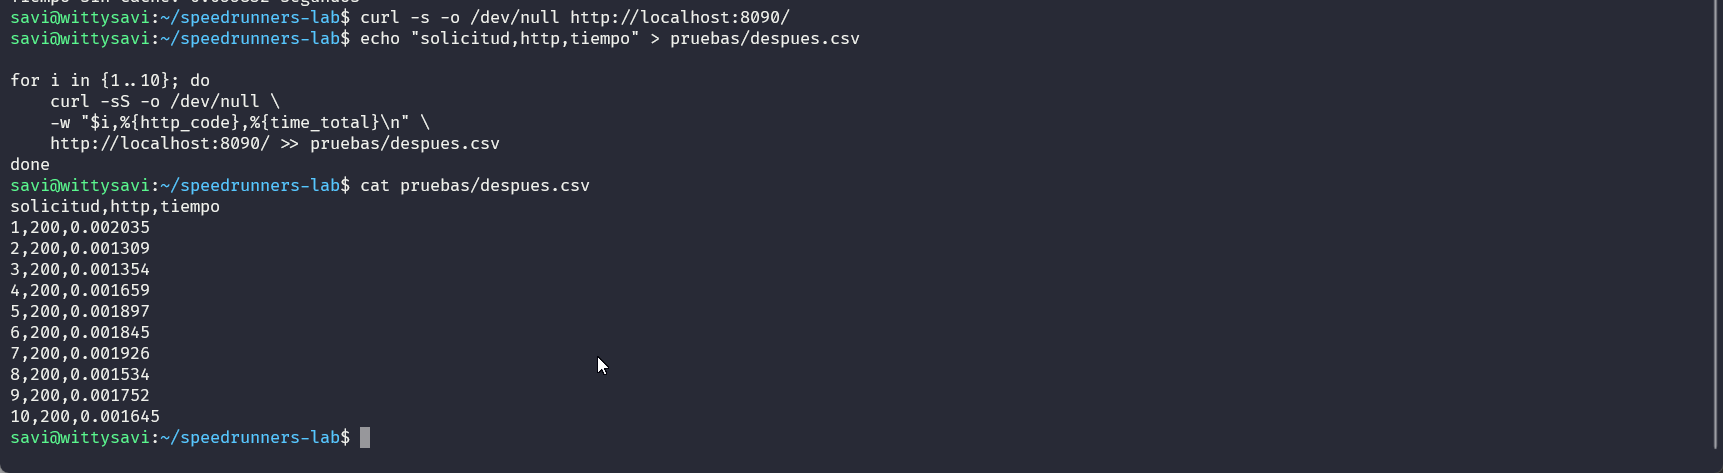 savi@wittysavi:~/speedrunners-lab$ curl -s -o /dev/null http://localhost:8090/
savi@wittysavi:~/speedrunners-lab$ echo "solicitud,http,tiempo" > pruebas/despues.csv
for i in {1..10}; do
    curl -sS -o /dev/null \
    -w "$i,%{http_code},%{time_total}\n" \
    http://localhost:8090/ >> pruebas/despues.csv
done
savi@wittysavi:~/speedrunners-lab$ cat pruebas/despues.csv
solicitud,http,tiempo
1,200,0.002035
2,200,0.001309
3,200,0.001354
4,200,0.001659
5,200,0.001897
6,200,0.001845
7,200,0.001926
8,200,0.001534
9,200,0.001752
10,200,0.001645
savi@wittysavi:~/speedrunners-lab$